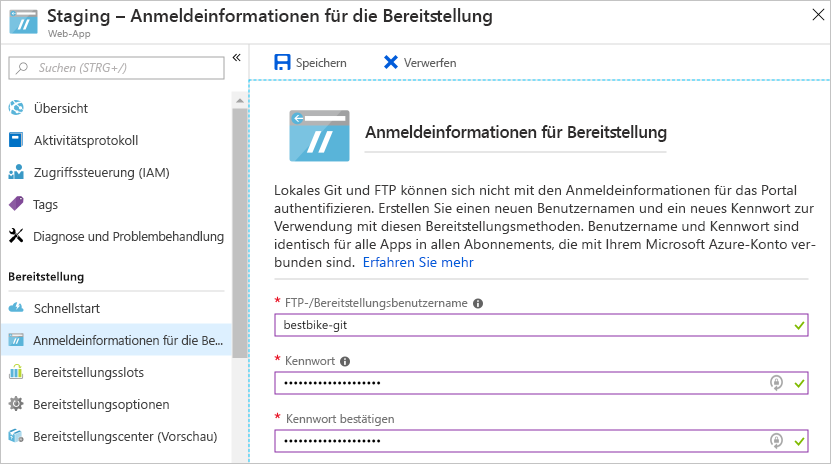 Staging – Anmeldeinformationen für die Bereitstellung
Web-App
Suchen (STRG+/)
Übersicht
Aktivitätsprotokoll
Zugriffssteuerung (IAM)
Tags
Diagnose und Problembehandlung
Bereitstellung
Schnellstart
Anmeldeinformationen für die Be...
Bereitstellungsslots
Bereitstellungsoptionen
Bereitstellungscenter (Vorschau)
Speichern Verwerfen
Anmeldeinformationen für Bereitstellung
Lokales Git und FTP können sich nicht mit den Anmeldeinformationen für das Portal
authentifizieren. Erstellen Sie einen neuen Benutzernamen und ein neues Kennwort zur
Verwendung mit diesen Bereitstellungsmethoden. Benutzername und Kennwort sind
identisch für alle Apps in allen Abonnements, die mit Ihrem Microsoft Azure-Konto ver-
bunden sind. Erfahren Sie mehr
* FTP-/Bereitstellungsbenutzername
bestbike-git
* Kennwort
••••••••••••••••••••
* Kennwort bestätigen
••••••••••••••••••••